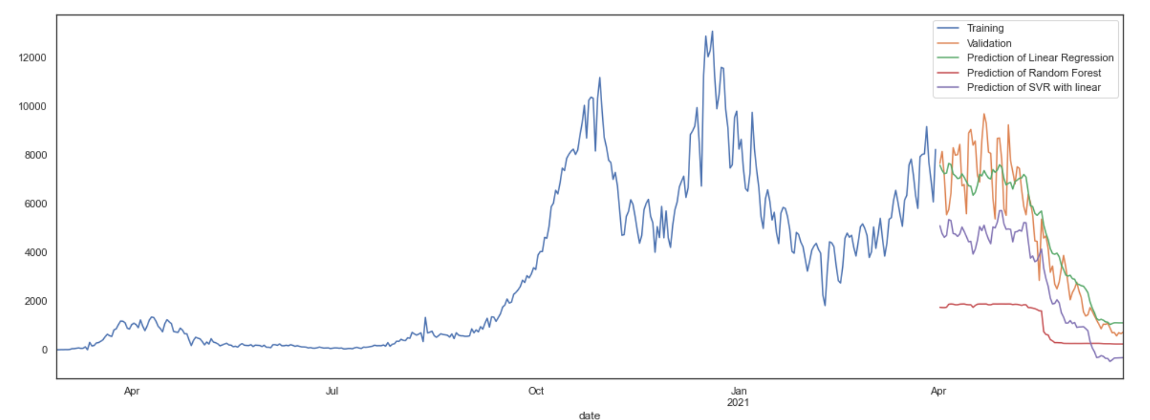 Training
Validation
Prediction of Linear Regression
Prediction of Random Forest
Prediction of SVR with linear
12000
10000
8000
6000
4000
2000
0
Apr
Jul
Oct
Jan
2021
Apr
date